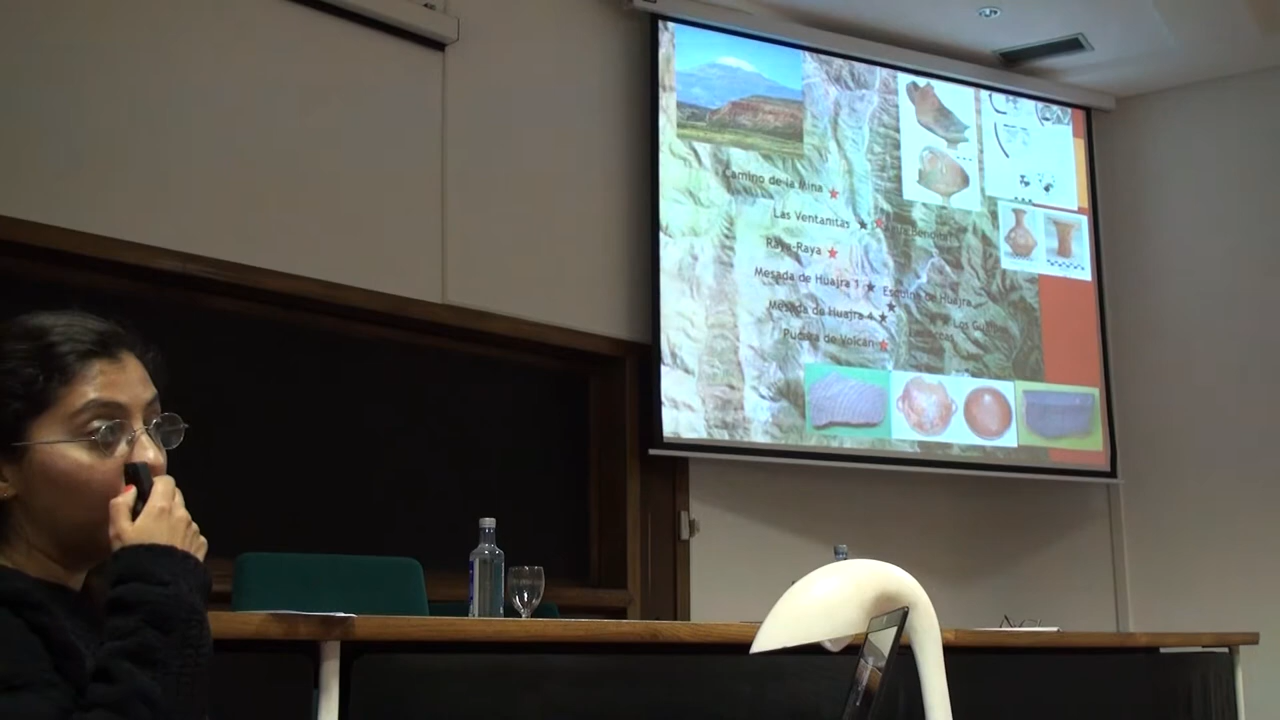 Camino de la Mina
Las Ventanitas
Raya-Raya
Mesada de Huajra 1
Esquina de Huajra
Mesada de Huajra 4
Pucara de Volcán